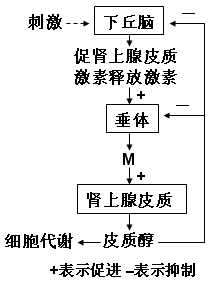 刺激 下丘脑 —
促肾上腺皮质
激素释放激素
+
垂体 —
M
+
肾上腺皮质
细胞代谢 皮质醇
+表示促进 –表示抑制